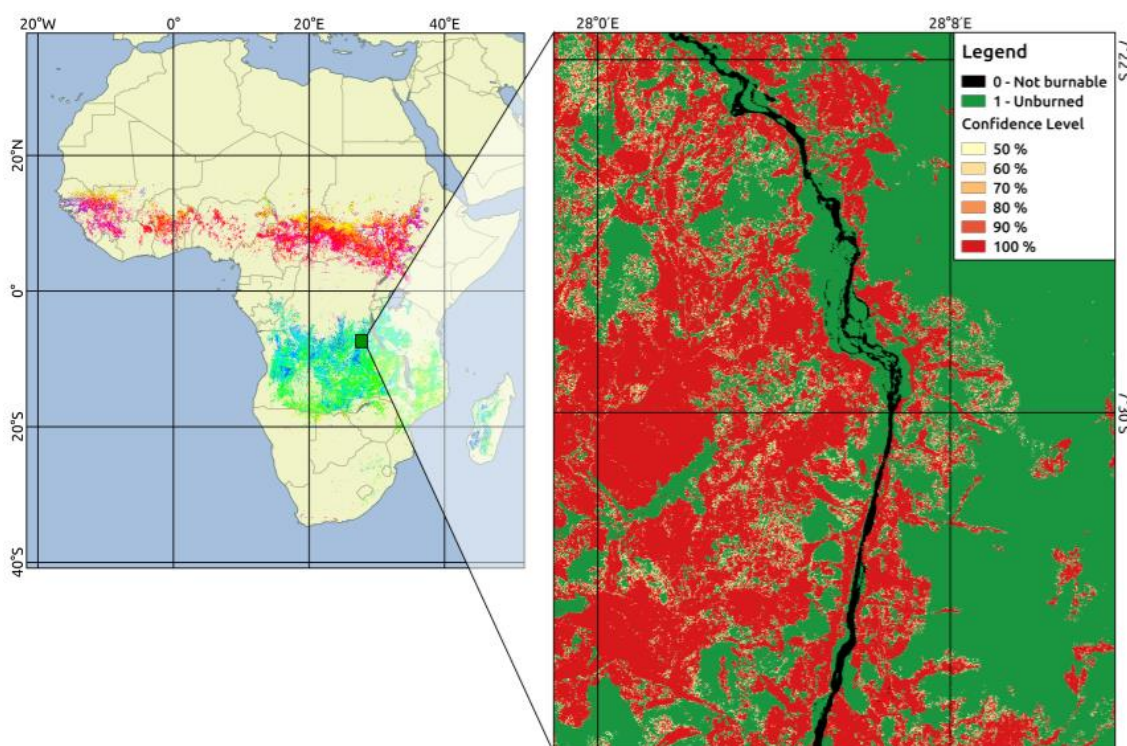 20°W 0° 20°E 40°E
20°N
0°
20°S
40°S
28°0'E 28°8'E
7°22'S
7°30'S
Legend
0 - Not burnable
1 - Unburned
Confidence Level
50 %
60 %
70 %
80 %
90 %
100 %